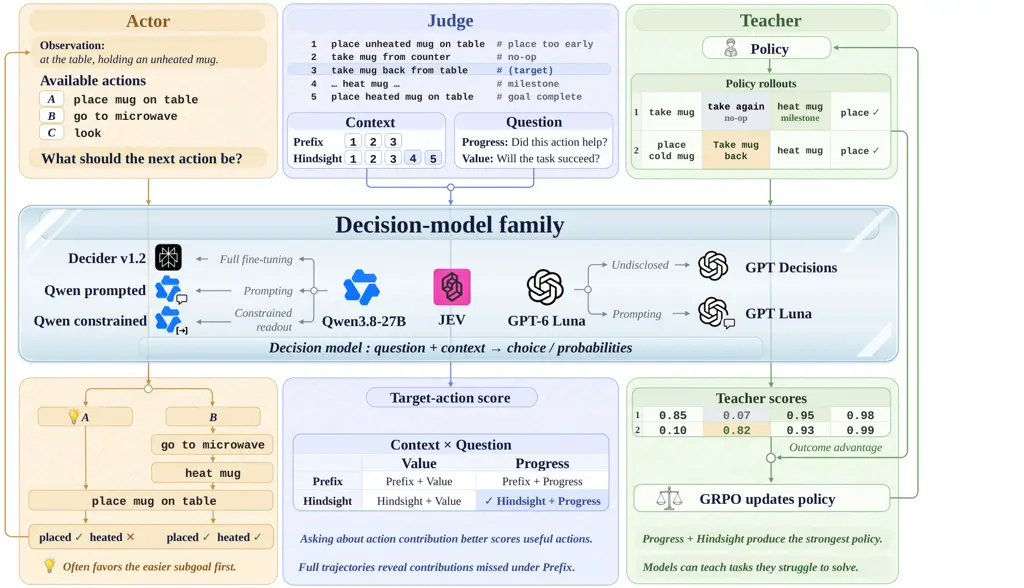 Actor
Observation:
at the table, holding an unheated mug.
Available actions
A place mug on table
B go to microwave
C look
What should the next action be?
Judge
1 place unheated mug on table # place too early
2 take mug from counter # no-op
3 take mug back from table # (target)
4 … heat mug … # milestone
5 place heated mug on table # goal complete
Context
Prefix 1 2 3
Hindsight 1 2 3 4 5
Question
Progress: Did this action help?
Value: Will the task succeed?
Teacher
Policy
Policy rollouts
1 take mug take again no-op heat mug milestone place ✓
2 place cold mug Take mug back heat mug place ✓
Decision-model family
Decider v1.2
Full fine-tuning
Qwen prompted
Prompting
Qwen constrained
Constrained
readout
Qwen3.8-27B
JEV
GPT-6 Luna
Undisclosed
GPT Decisions
Prompting
GPT Luna
Decision model : question + context → choice / probabilities
A B
go to microwave
heat mug
place mug on table
placed ✓ heated ✕ placed ✓ heated ✓
Often favors the easier subgoal first.
Target-action score
Context × Question
Value Progress
Prefix Prefix + Value Prefix + Progress
Hindsight Hindsight + Value ✓ Hindsight + Progress
Asking about action contribution better scores useful actions.
Full trajectories reveal contributions missed under Prefix.
Teacher scores
1 0.85 0.07 0.95 0.98
2 0.10 0.82 0.93 0.99
Outcome advantage
GRPO updates policy
Progress + Hindsight produce the strongest policy.
Models can teach tasks they struggle to solve.